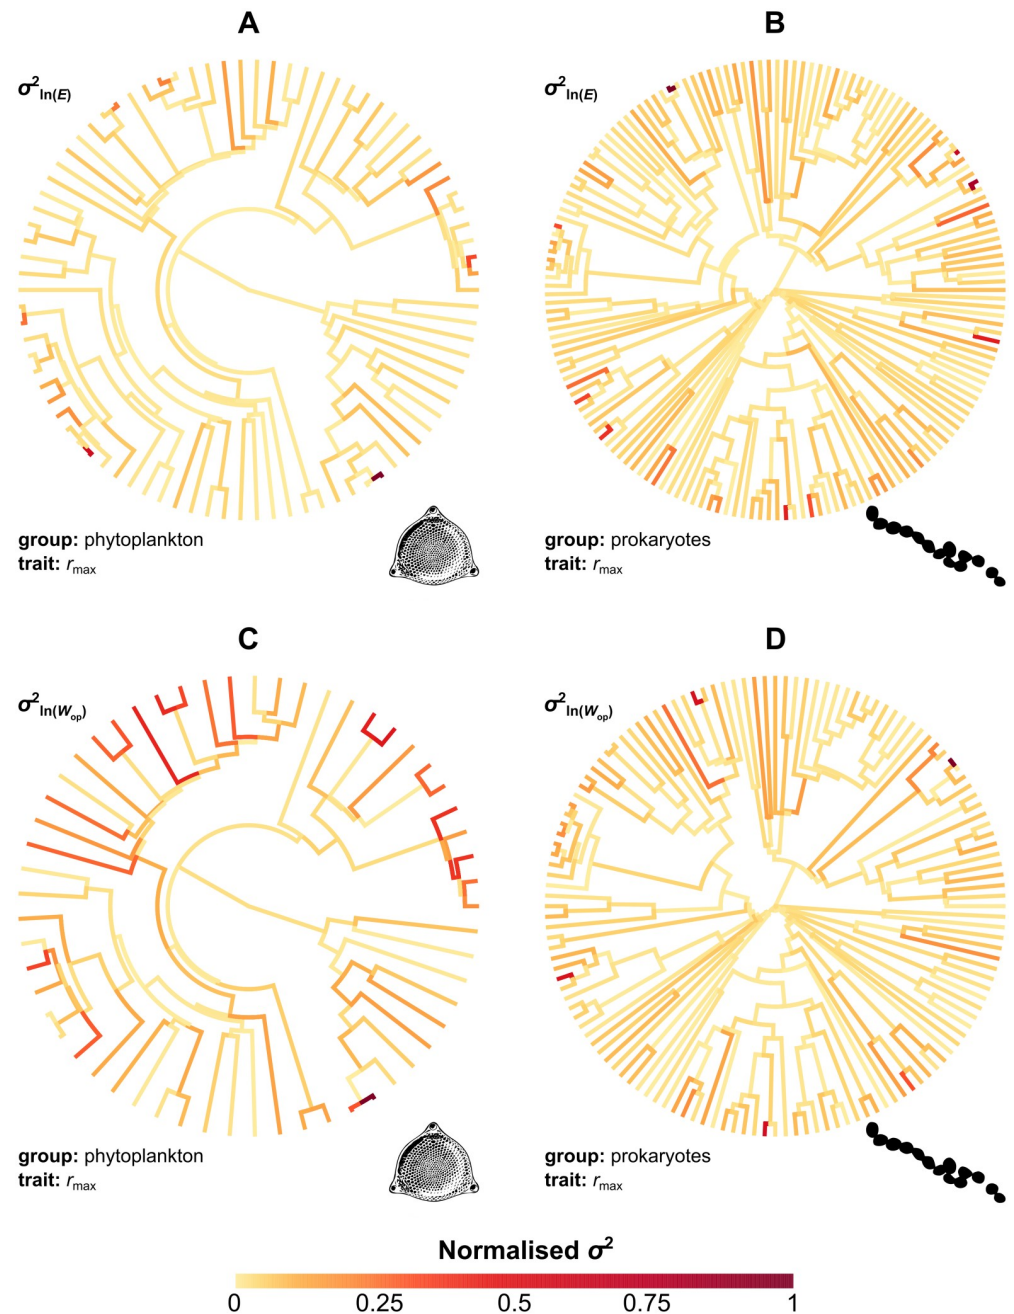 A
B
σ²ln(E)
σ²ln(E)
group: phytoplankton
trait: rmax
group: prokaryotes
trait: rmax
C
D
σ²ln(Wop)
σ²ln(Wop)
group: phytoplankton
trait: rmax
group: prokaryotes
trait: rmax
Normalised σ²
0 0.25 0.5 0.75 1